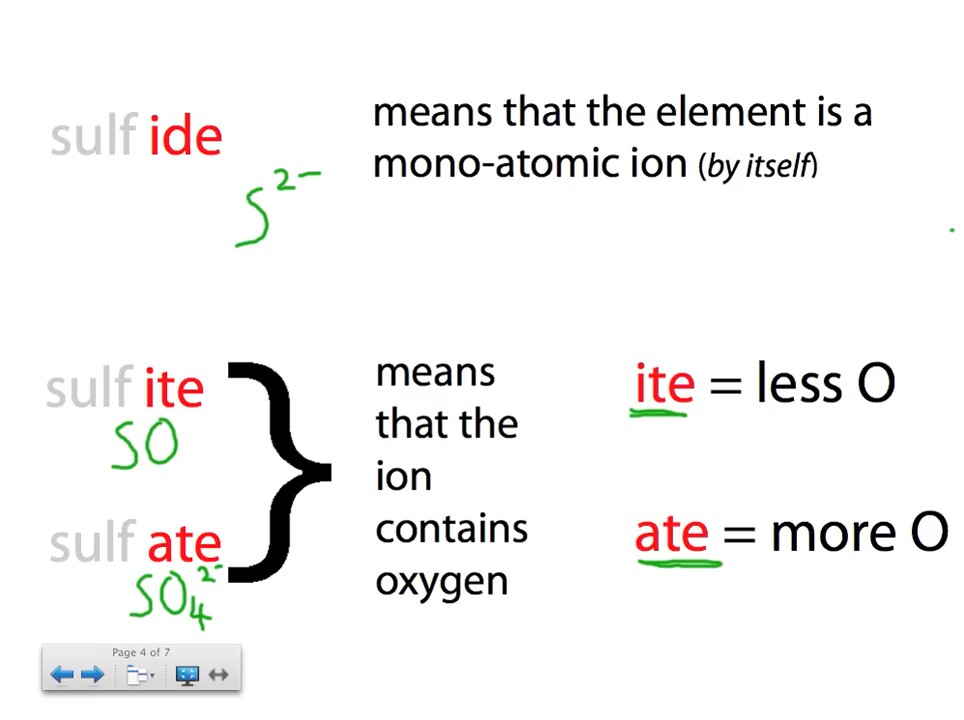 sulf ide
means that the element is a
mono-atomic ion (by itself)
S²⁻
sulf ite
SO
sulf ate
SO₄²⁻
means
that the
ion
contains
oxygen
ite = less O
ate = more O
Page 4 of 7